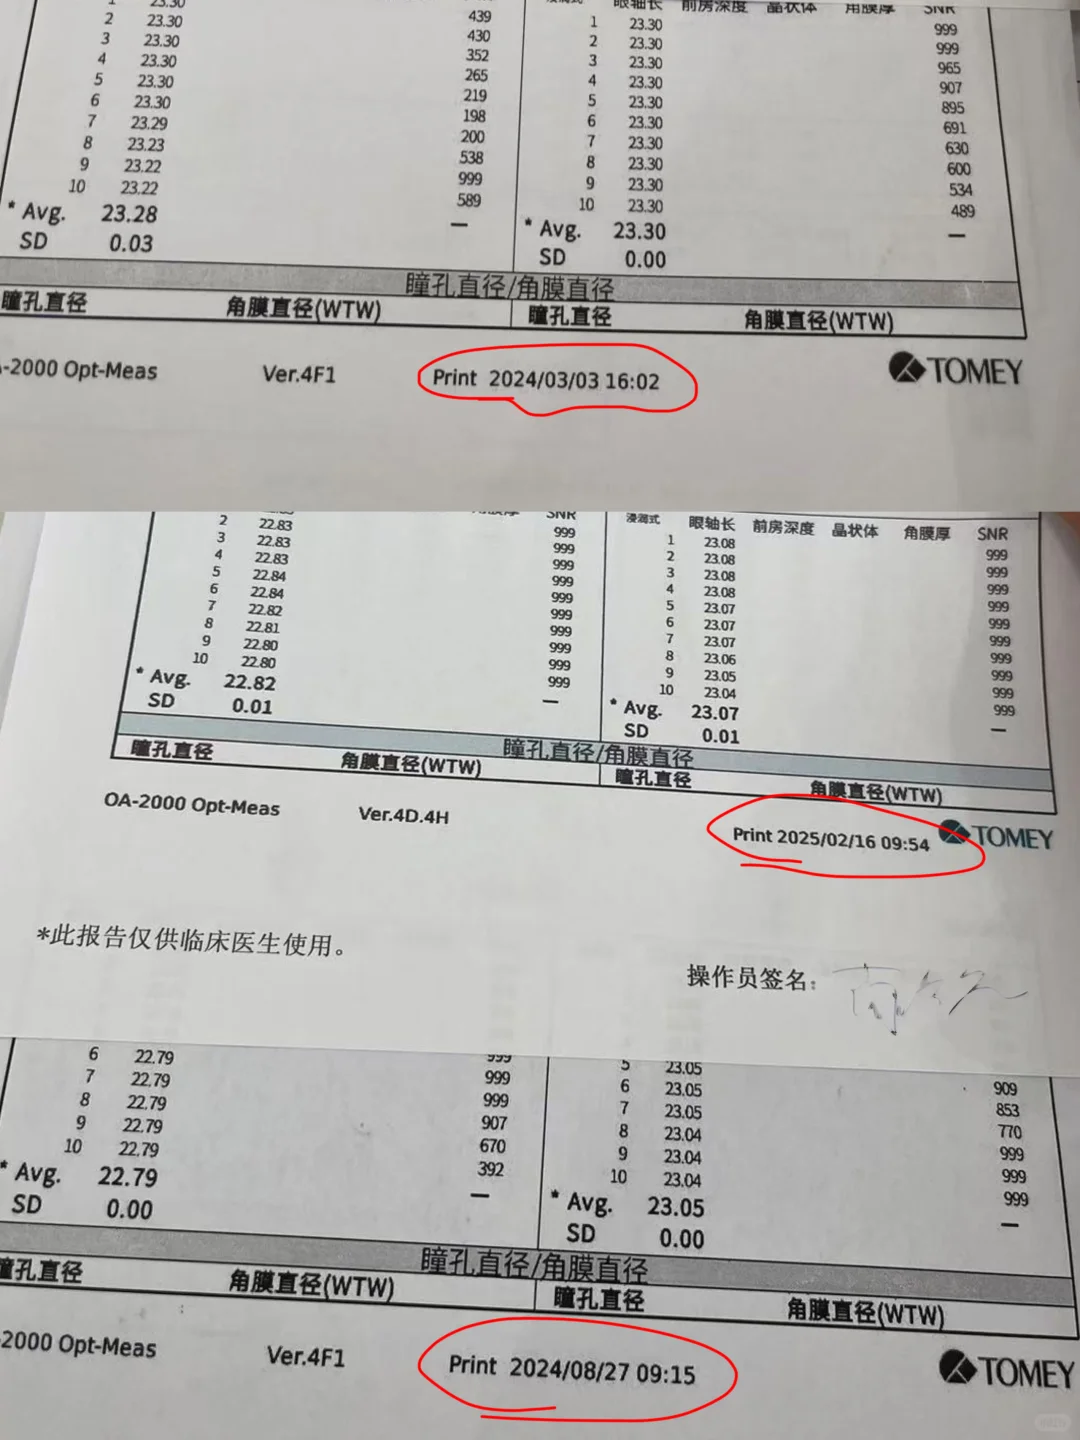 1 23.30 439
2 23.30 430
3 23.30 352
4 23.30 265
5 23.30 219
6 23.30 198
7 23.29 200
8 23.23 538
9 23.22 999
10 23.22 589
* Avg. 23.28 —
SD 0.03
眼轴长 前房深度 晶状体 角膜厚 SNR
1 23.30 999
2 23.30 999
3 23.30 965
4 23.30 907
5 23.30 895
6 23.30 691
7 23.30 630
8 23.30 600
9 23.30 534
10 23.30 489
* Avg. 23.30 —
SD 0.00
瞳孔直径/角膜直径
瞳孔直径 角膜直径(WTW) 瞳孔直径 角膜直径(WTW)
-2000 Opt-Meas Ver.4F1 Print 2024/03/03 16:02 TOMEY
SNR
999
2 22.83 999
3 22.83 999
4 22.83 999
5 22.84 999
6 22.84 999
7 22.82 999
8 22.81 999
9 22.80 999
10 22.80 999
* Avg. 22.82 —
SD 0.01
浸润式 眼轴长 前房深度 晶状体 角膜厚 SNR
1 23.08 999
2 23.08 999
3 23.08 999
4 23.08 999
5 23.07 999
6 23.07 999
7 23.07 999
8 23.06 999
9 23.05 999
10 23.04 999
* Avg. 23.07 —
SD 0.01
瞳孔直径/角膜直径
瞳孔直径 角膜直径(WTW) 瞳孔直径 角膜直径(WTW)
OA-2000 Opt-Meas Ver.4D.4H Print 2025/02/16 09:54 TOMEY
*此报告仅供临床医生使用。
操作员签名:
999
6 22.79 999
7 22.79 999
8 22.79 907
9 22.79 670
10 22.79 392
* Avg. 22.79 —
SD 0.00
5 23.05 909
6 23.05 853
7 23.05 770
8 23.04 999
9 23.04 999
10 23.04 999
* Avg. 23.05 —
SD 0.00
瞳孔直径/角膜直径
瞳孔直径 角膜直径(WTW) 瞳孔直径 角膜直径(WTW)
-2000 Opt-Meas Ver.4F1 Print 2024/08/27 09:15 TOMEY